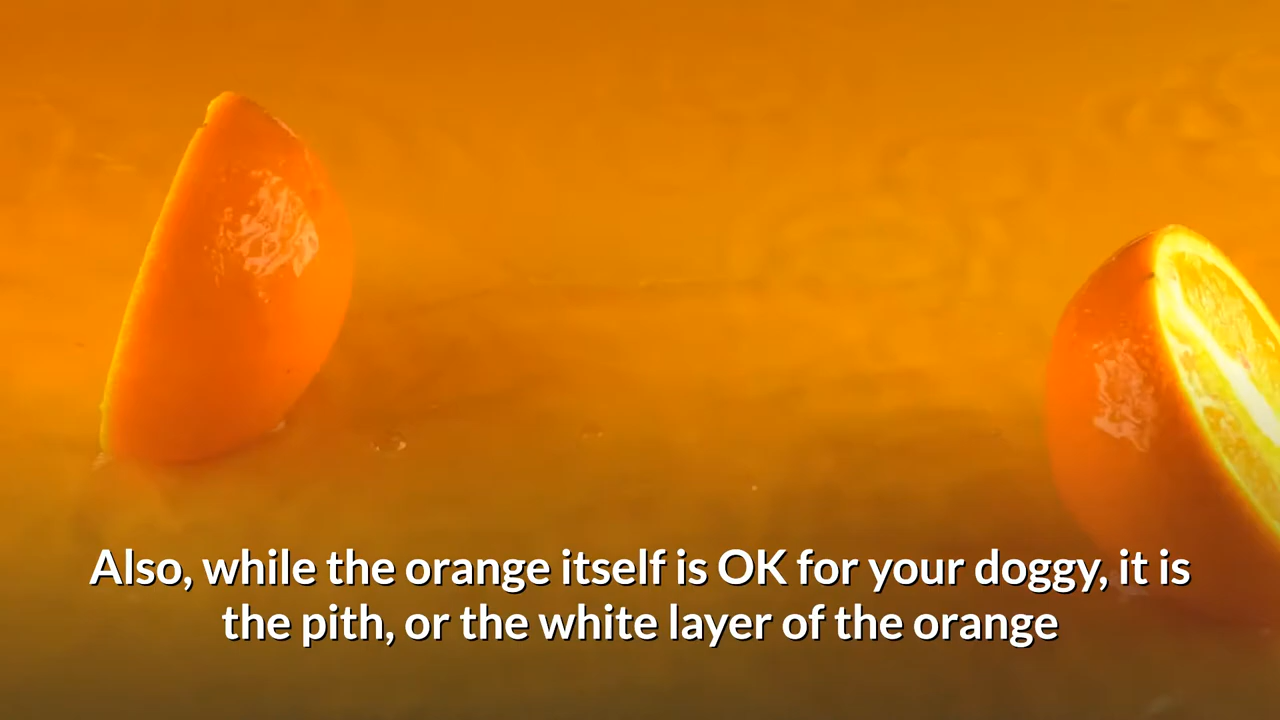 Also, while the orange itself is OK for your doggy, it is
the pith, or the white layer of the orange